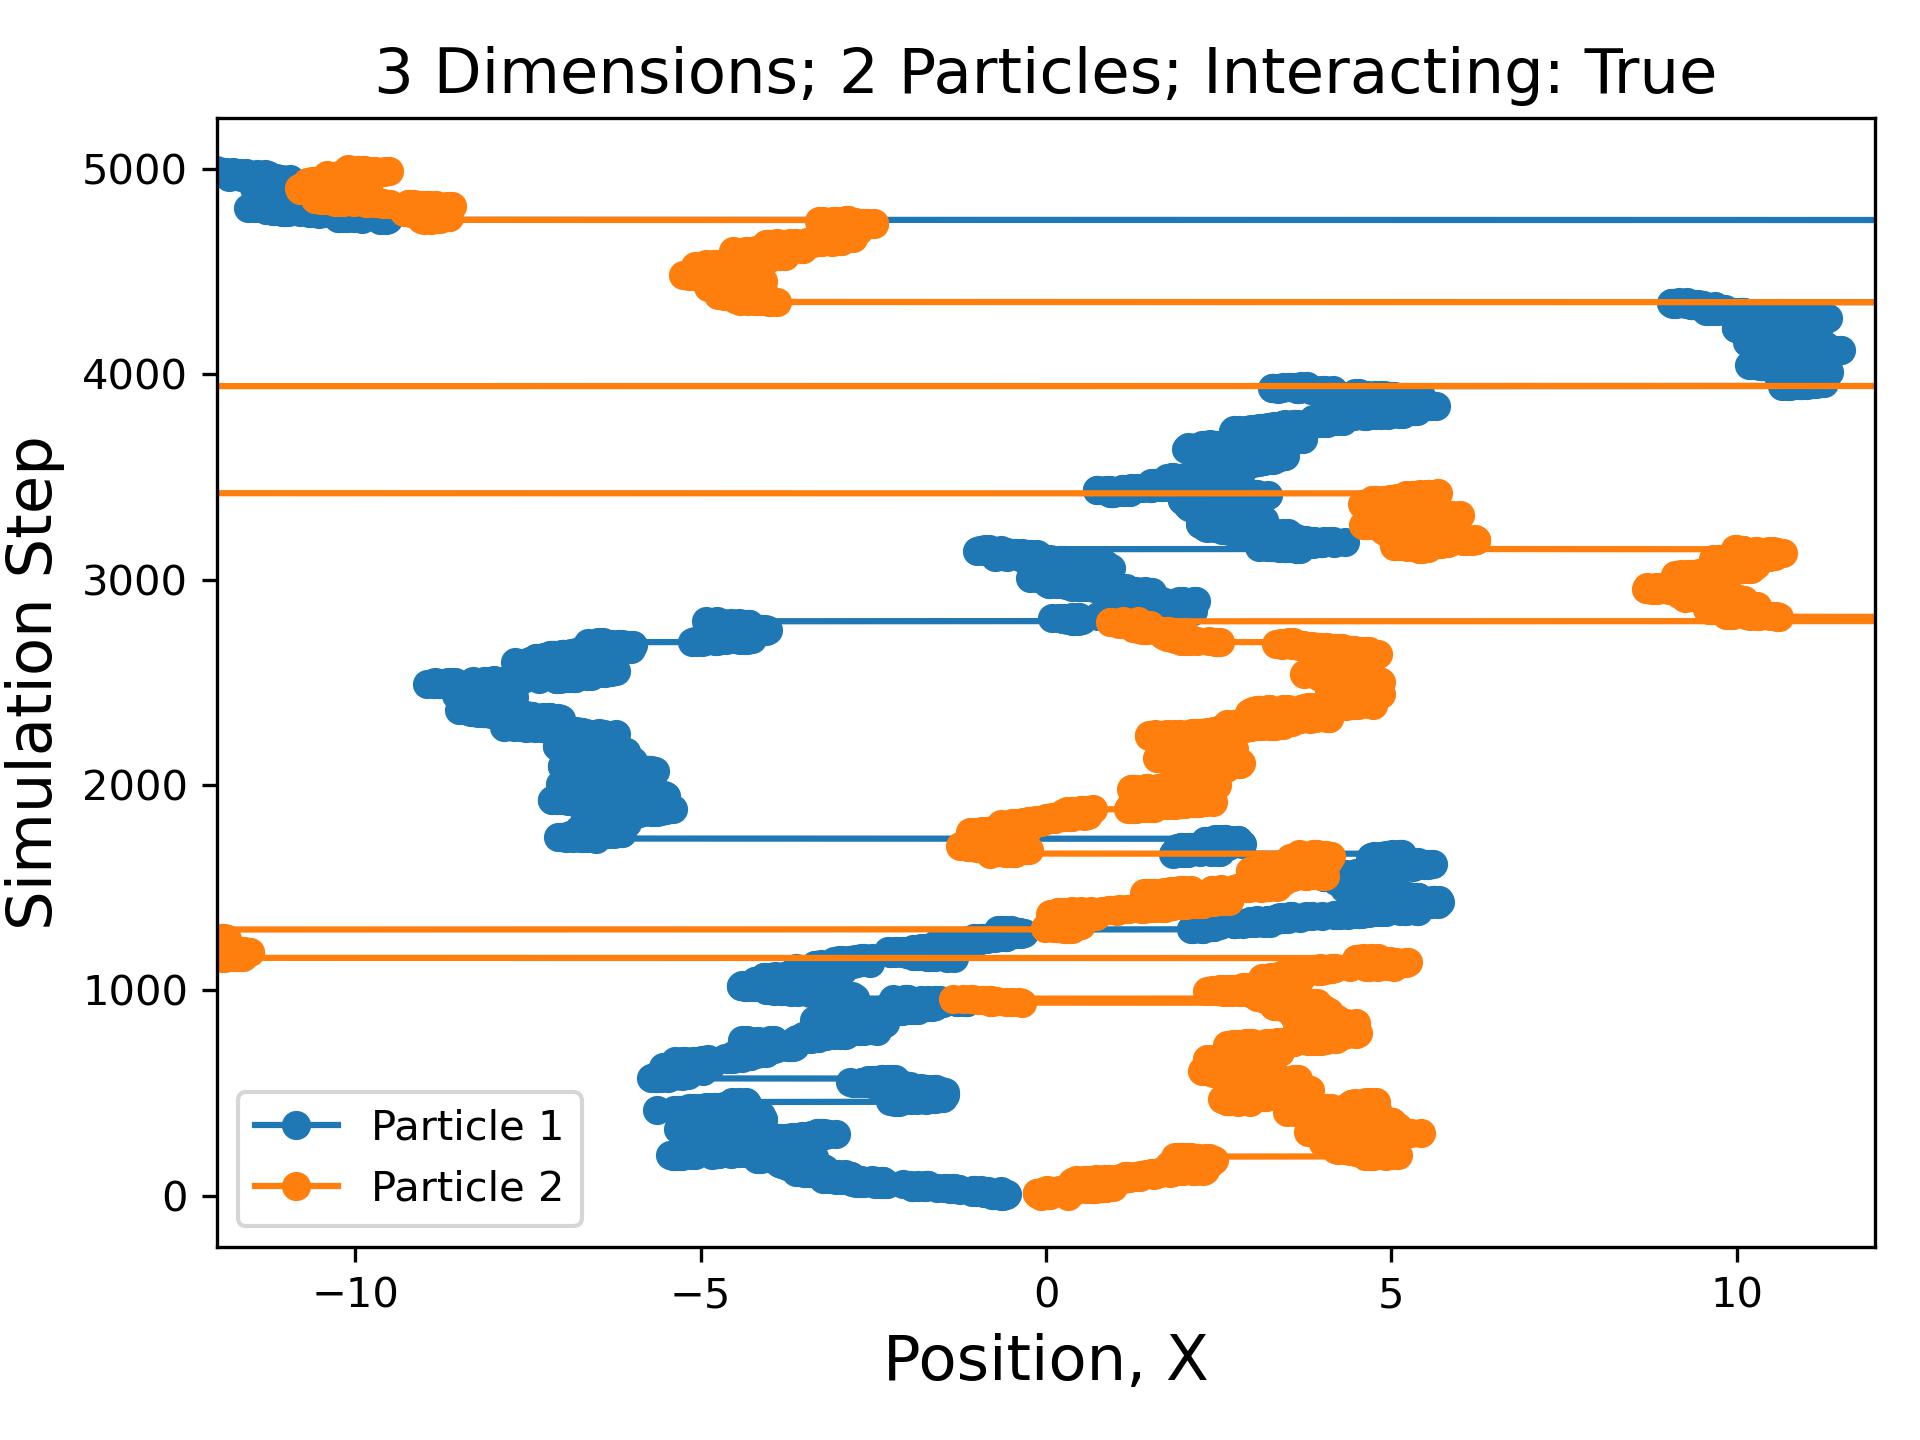 3 Dimensions; 2 Particles; Interacting: True
Simulation Step
5000
4000
3000
2000
1000
0
Particle 1
Particle 2
−10
−5
0
5
10
Position, X